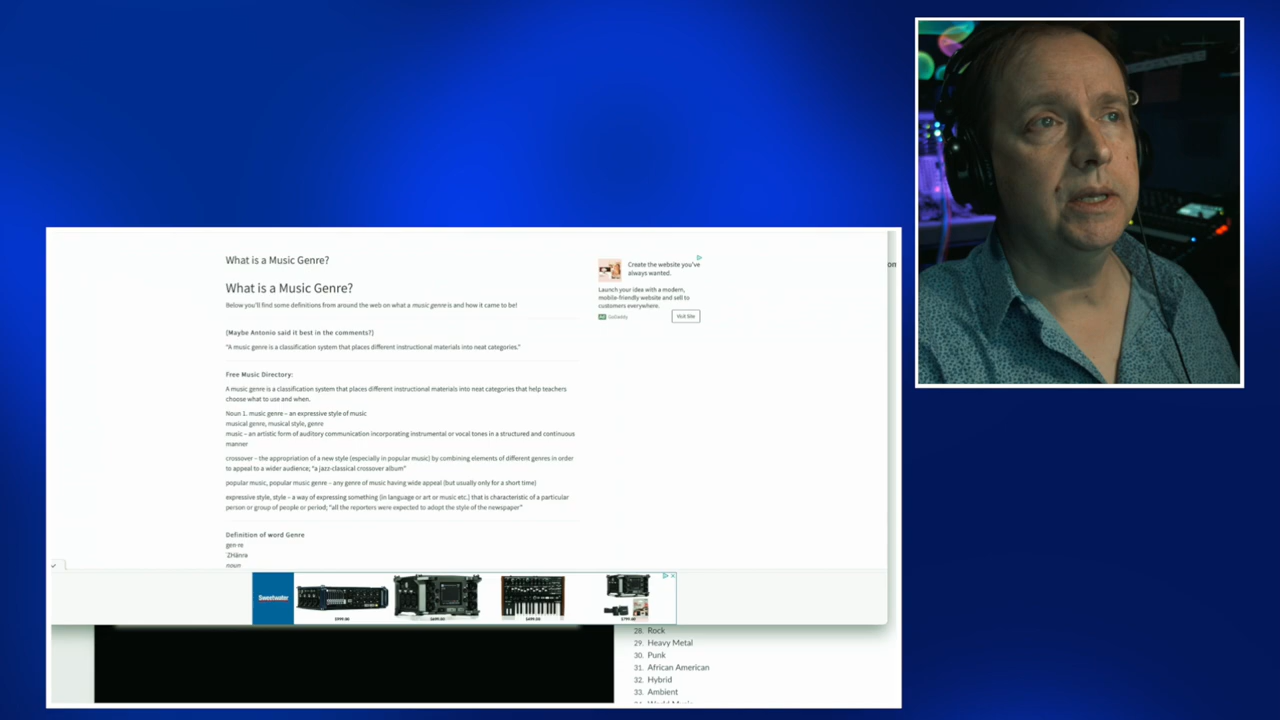 What is a Music Genre?
What is a Music Genre?
Below you'll find some definitions from around the web on what a music genre is and how it came to be!
(Maybe Antonio said it best in the comments?)
"A music genre is a classification system that places different instructional materials into neat categories."
Free Music Directory:
A music genre is a classification system that places different instructional materials into neat categories that help teachers
choose what to use and when.
Noun 1. music genre – an expressive style of music
musical genre, musical style, genre
music – an artistic form of auditory communication incorporating instrumental or vocal tones in a structured and continuous
manner
crossover – the appropriation of a new style (especially in popular music) by combining elements of different genres in order
to appeal to a wider audience; "a jazz-classical crossover album"
popular music, popular music genre – any genre of music having wide appeal (but usually only for a short time)
expressive style, style – a way of expressing something (in language or art or music etc.) that is characteristic of a particular
person or group of people or period; "all the reporters were expected to adopt the style of the newspaper"
Definition of word Genre
gen·re
ˈZHänrə
noun
Create the website you've
always wanted.
Launch your idea with a modern,
mobile-friendly website and sell to
customers everywhere.
Ad GoDaddy
Visit Site
on
Sweetwater
28. Rock
29. Heavy Metal
30. Punk
31. African American
32. Hybrid
33. Ambient
34. World Music